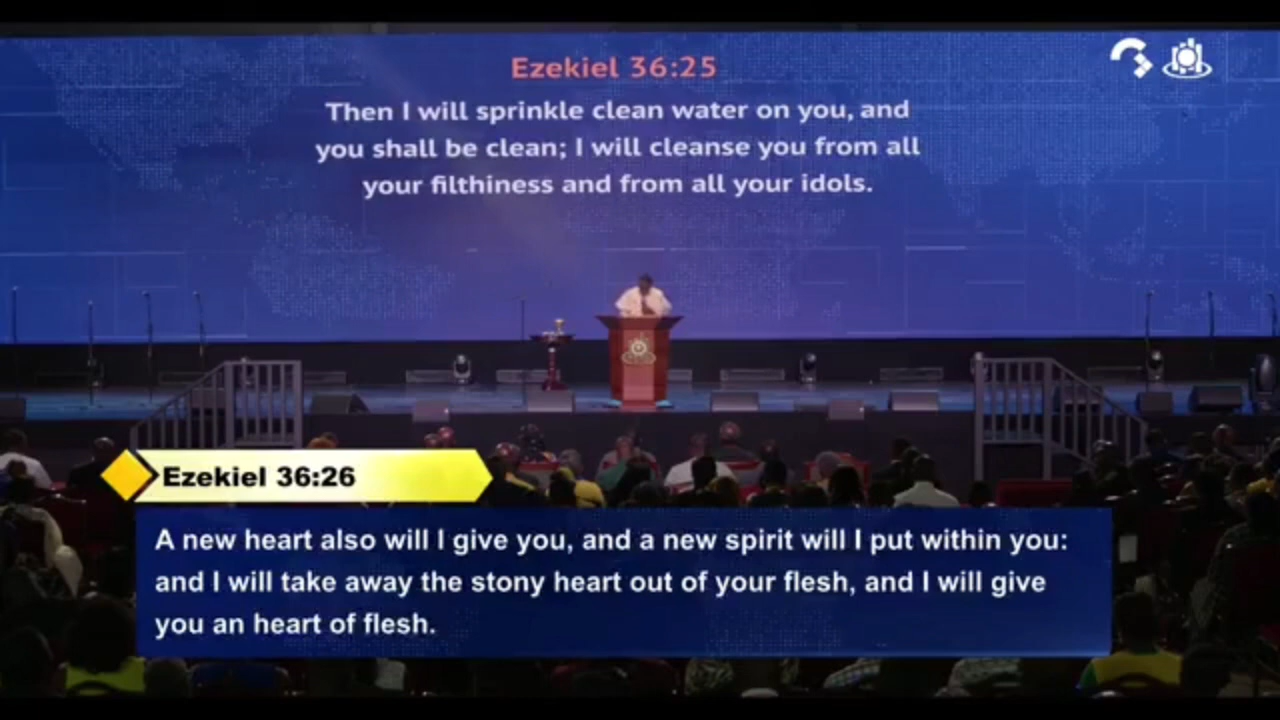 Ezekiel 36:25
Then I will sprinkle clean water on you, and
you shall be clean; I will cleanse you from all
your filthiness and from all your idols.
Ezekiel 36:26
A new heart also will I give you, and a new spirit will I put within you:
and I will take away the stony heart out of your flesh, and I will give
you an heart of flesh.